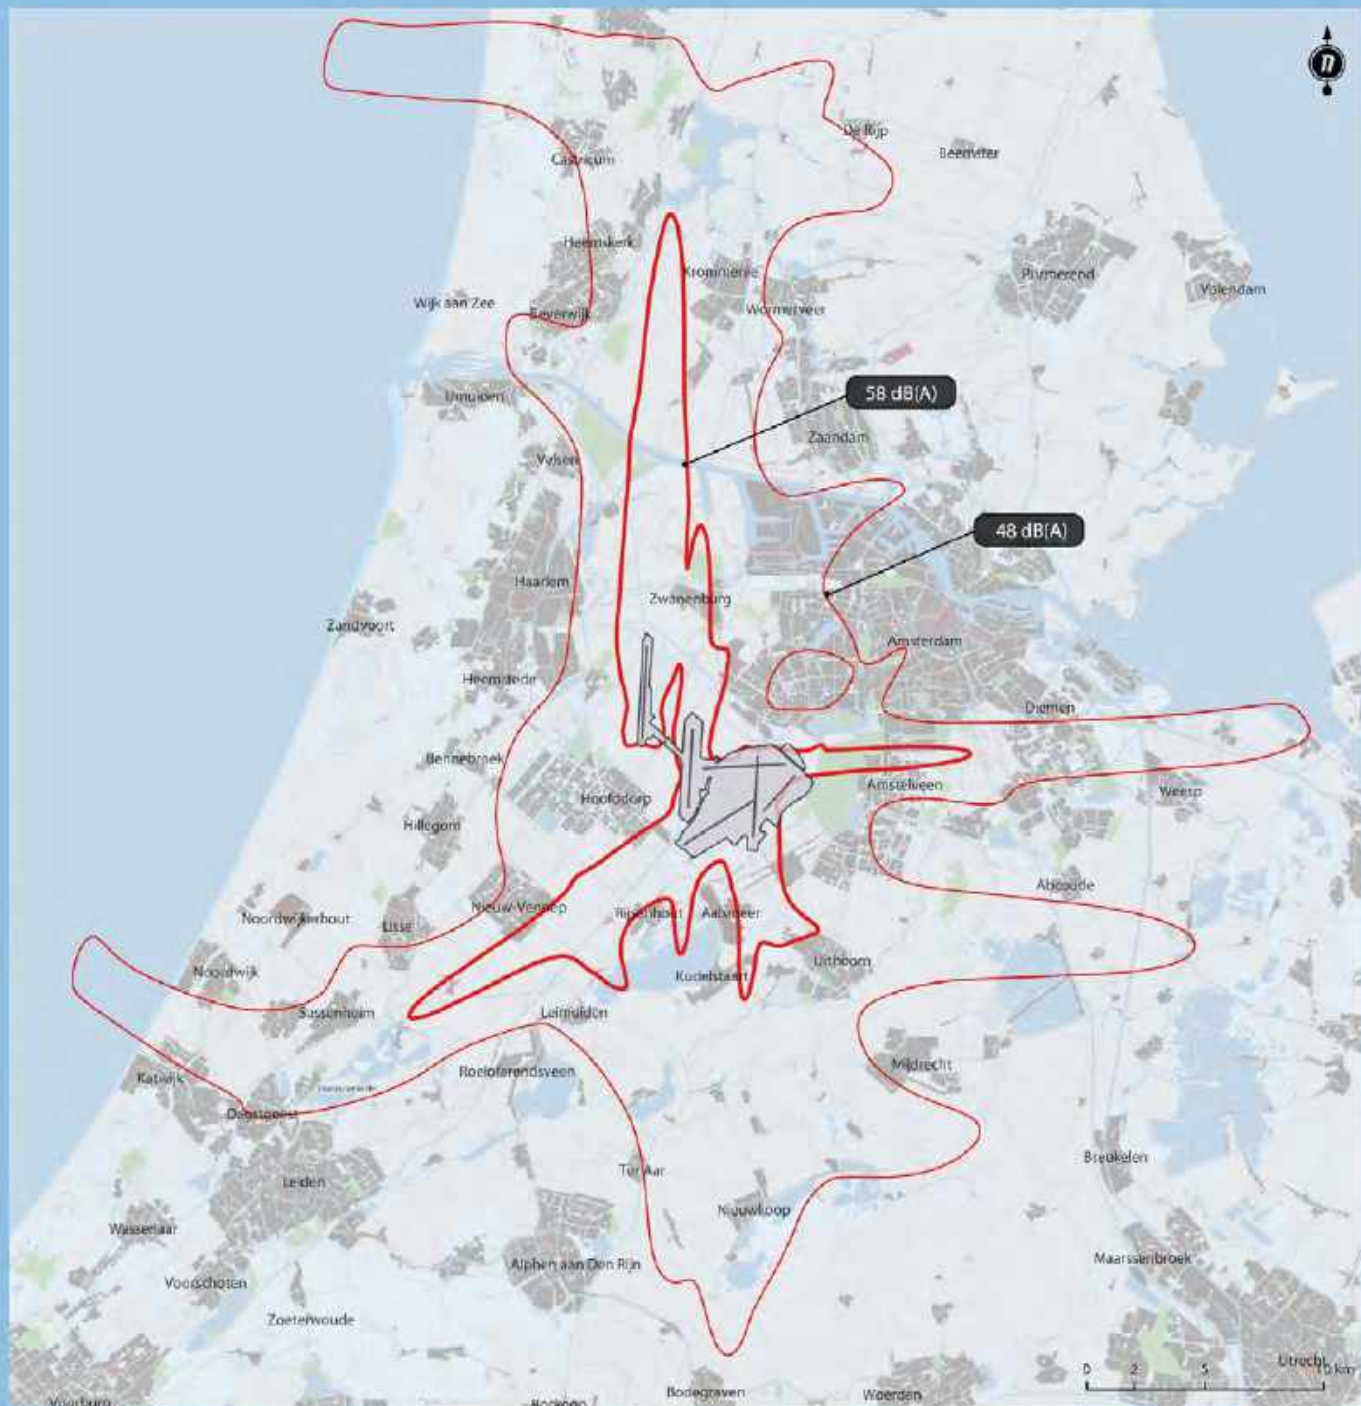 n
De Rijp
Beemster
Castricum
Heemskerk
Krommenie
Purmerend
Volendam
Wijk aan Zee
Beverwijk
Wormerveer
58 dB(A)
IJmuiden
Zaandam
Velsen
48 dB(A)
Haarlem
Zwanenburg
Zandvoort
Amsterdam
Heemstede
Diemen
Bennebroek
Hoofddorp
Amstelveen
Weesp
Hillegom
Abcoude
Noordwijkerhout
Lisse
Nieuw-Vennep
Rijsenhout
Aalsmeer
Noordwijk
Kudelstaart
Uithoorn
Sassenheim
Leimuiden
Katwijk
Roelofarendsveen
Mijdrecht
Oegstgeest
Breukelen
Ter Aar
Leiden
Nieuwkoop
Wassenaar
Alphen aan Den Rijn
Maarssenbroek
Voorschoten
Zoeterwoude
Utrecht
0 2 5 10 km
Bodegraven
Woerden
Voorburg